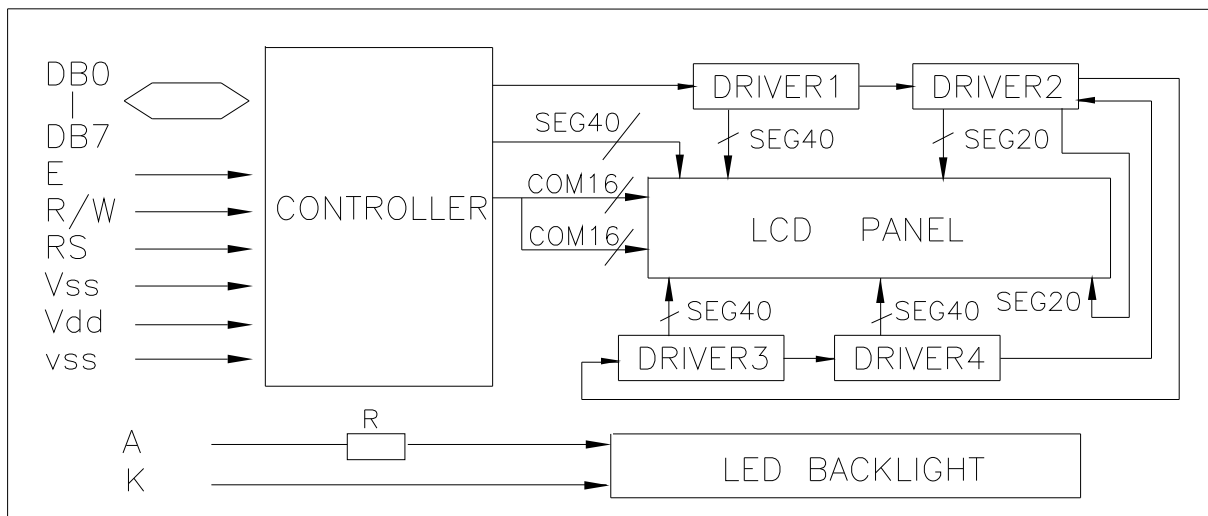 DB0
DB7
E
R/W
RS
Vss
Vdd
vss
CONTROLLER
SEG40
COM16
COM16
DRIVER1
DRIVER2
SEG40
SEG20
LCD PANEL
SEG40
SEG40
SEG20
DRIVER3
DRIVER4
A
R
K
LED BACKLIGHT